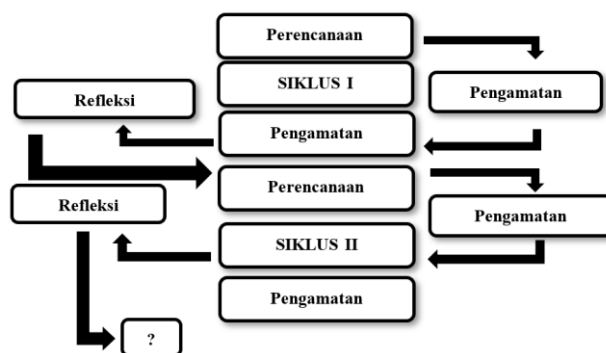 Perencanaan
SIKLUS I
Refleksi
Pengamatan
Pengamatan
Perencanaan
Refleksi
Pengamatan
SIKLUS II
Pengamatan
?